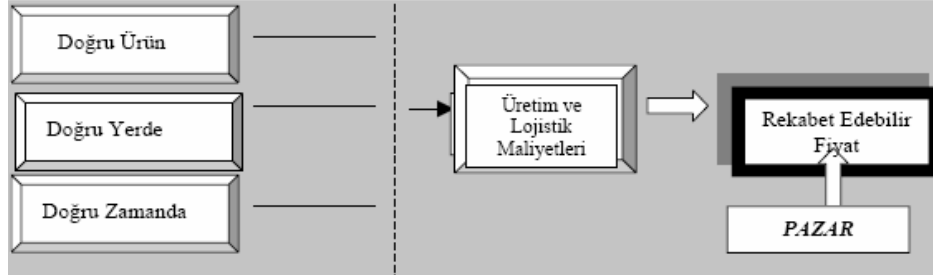 Doğru Ürün
Doğru Yerde
Doğru Zamanda
Üretim ve
Lojistik
Maliyetleri
Rekabet Edebilir
Fiyat
PAZAR